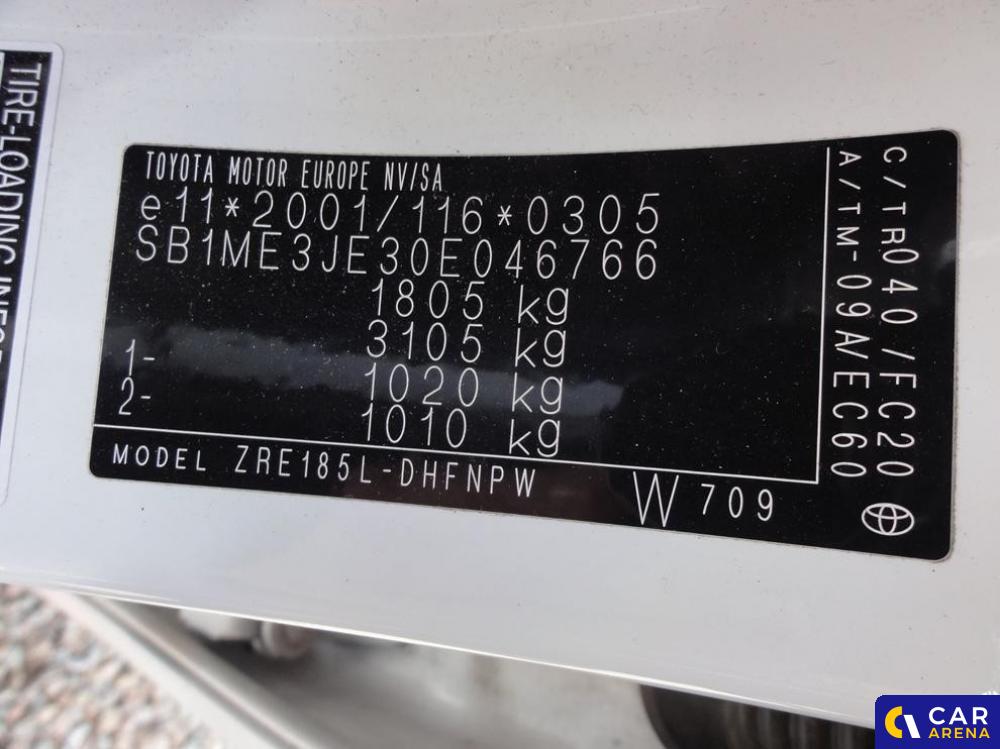 TIRE-LOADING
TOYOTA MOTOR EUROPE NV/SA
e11*2001/116*0305
SB1ME3JE30E046766
1805 kg
3105 kg
1- 1020 kg
2- 1010 kg
MODEL ZRE185L-DHFNPW
W 709
C/TR040/FC20
A/TM-09A/EC60
CAR
ARENA